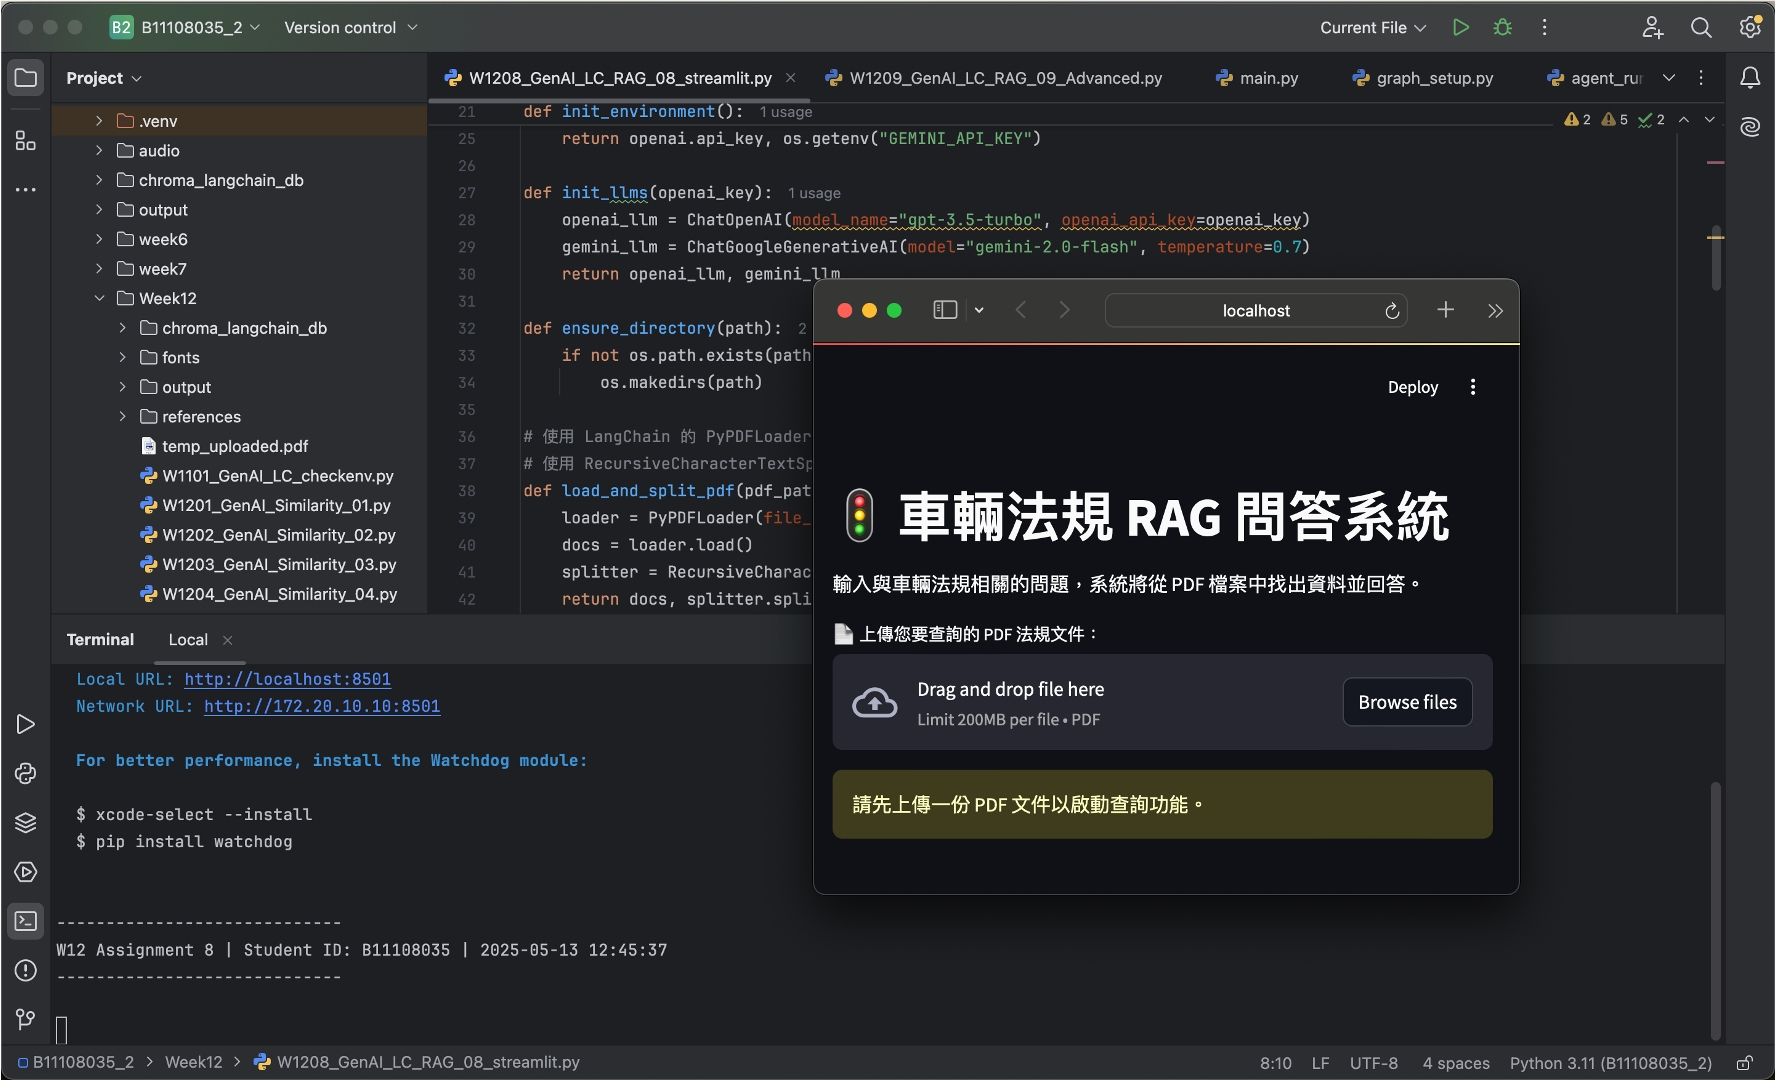 B2 B11108035_2 Version control Current File
Project
.venv
audio
chroma_langchain_db
output
week6
week7
Week12
chroma_langchain_db
fonts
output
references
temp_uploaded.pdf
W1101_GenAI_LC_checkenv.py
W1201_GenAI_Similarity_01.py
W1202_GenAI_Similarity_02.py
W1203_GenAI_Similarity_03.py
W1204_GenAI_Similarity_04.py
W1208_GenAI_LC_RAG_08_streamlit.py W1209_GenAI_LC_RAG_09_Advanced.py main.py graph_setup.py agent_rur
21 def init_environment(): 1 usage
2 5 2
25 return openai.api_key, os.getenv("GEMINI_API_KEY")
26
27 def init_llms(openai_key): 1 usage
28 openai_llm = ChatOpenAI(model_name="gpt-3.5-turbo", openai_api_key=openai_key)
29 gemini_llm = ChatGoogleGenerativeAI(model="gemini-2.0-flash", temperature=0.7)
30 return openai_llm, gemini_llm
31
32 def ensure_directory(path): 2
33 if not os.path.exists(path
34 os.makedirs(path)
35
36 # 使用 LangChain 的 PyPDFLoader
37 # 使用 RecursiveCharacterTextSp
38 def load_and_split_pdf(pdf_pat
39 loader = PyPDFLoader(file_
40 docs = loader.load()
41 splitter = RecursiveCharac
42 return docs, splitter.spli
localhost
Deploy
車輛法規 RAG 問答系統
輸入與車輛法規相關的問題，系統將從 PDF 檔案中找出資料並回答。
上傳您要查詢的 PDF 法規文件：
Drag and drop file here
Limit 200MB per file • PDF
Browse files
請先上傳一份 PDF 文件以啟動查詢功能。
Terminal Local
Local URL: http://localhost:8501
Network URL: http://172.20.10.10:8501
For better performance, install the Watchdog module:
$ xcode-select --install
$ pip install watchdog
-----------------------------
W12 Assignment 8 | Student ID: B11108035 | 2025-05-13 12:45:37
-----------------------------
B11108035_2 > Week12 > W1208_GenAI_LC_RAG_08_streamlit.py
8:10 LF UTF-8 4 spaces Python 3.11 (B11108035_2)